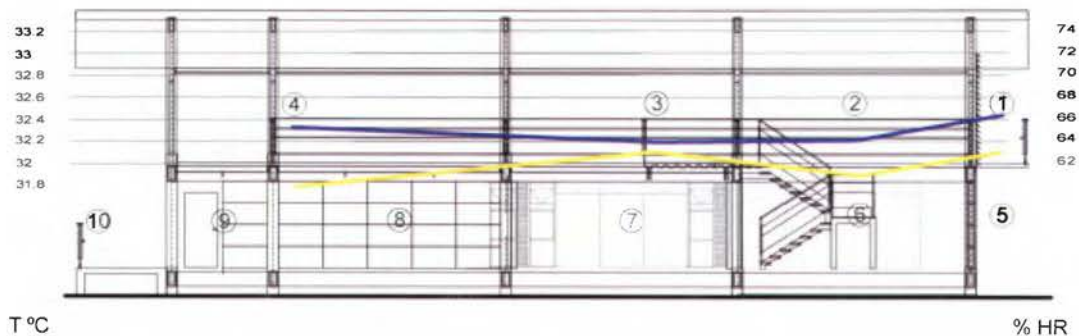 33.2 74
33 72
32.8 70
32.6 68
④ ③ ② ①
32.4 66
32.2 64
32 62
31.8
⑩ ⑨ ⑧ ⑦ ⑥ ⑤
T ºC % HR